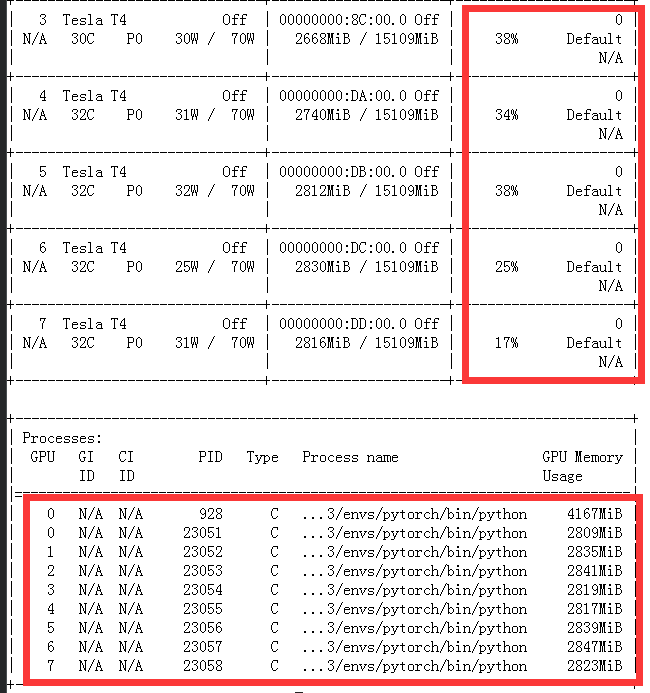 |   3  Tesla T4            Off  | 00000000:8C:00.0 Off |                    0 |
| N/A   30C    P0    30W /  70W |   2668MiB / 15109MiB |     38%      Default |
|                               |                      |                  N/A |
+-------------------------------+----------------------+----------------------+
|   4  Tesla T4            Off  | 00000000:DA:00.0 Off |                    0 |
| N/A   32C    P0    31W /  70W |   2740MiB / 15109MiB |     34%      Default |
|                               |                      |                  N/A |
+-------------------------------+----------------------+----------------------+
|   5  Tesla T4            Off  | 00000000:DB:00.0 Off |                    0 |
| N/A   32C    P0    32W /  70W |   2812MiB / 15109MiB |     38%      Default |
|                               |                      |                  N/A |
+-------------------------------+----------------------+----------------------+
|   6  Tesla T4            Off  | 00000000:DC:00.0 Off |                    0 |
| N/A   32C    P0    25W /  70W |   2830MiB / 15109MiB |     25%      Default |
|                               |                      |                  N/A |
+-------------------------------+----------------------+----------------------+
|   7  Tesla T4            Off  | 00000000:DD:00.0 Off |                    0 |
| N/A   32C    P0    31W /  70W |   2816MiB / 15109MiB |     17%      Default |
|                               |                      |                  N/A |
+-------------------------------+----------------------+----------------------+
+-----------------------------------------------------------------------------+
| Processes:                                                                  |
|  GPU   GI   CI        PID   Type   Process name                  GPU Memory |
|        ID   ID                                                   Usage      |
|=============================================================================|
|    0   N/A  N/A       928      C   ...3/envs/pytorch/bin/python     4167MiB |
|    0   N/A  N/A     23051      C   ...3/envs/pytorch/bin/python     2809MiB |
|    1   N/A  N/A     23052      C   ...3/envs/pytorch/bin/python     2835MiB |
|    2   N/A  N/A     23053      C   ...3/envs/pytorch/bin/python     2841MiB |
|    3   N/A  N/A     23054      C   ...3/envs/pytorch/bin/python     2819MiB |
|    4   N/A  N/A     23055      C   ...3/envs/pytorch/bin/python     2817MiB |
|    5   N/A  N/A     23056      C   ...3/envs/pytorch/bin/python     2839MiB |
|    6   N/A  N/A     23057      C   ...3/envs/pytorch/bin/python     2847MiB |
|    7   N/A  N/A     23058      C   ...3/envs/pytorch/bin/python     2823MiB |